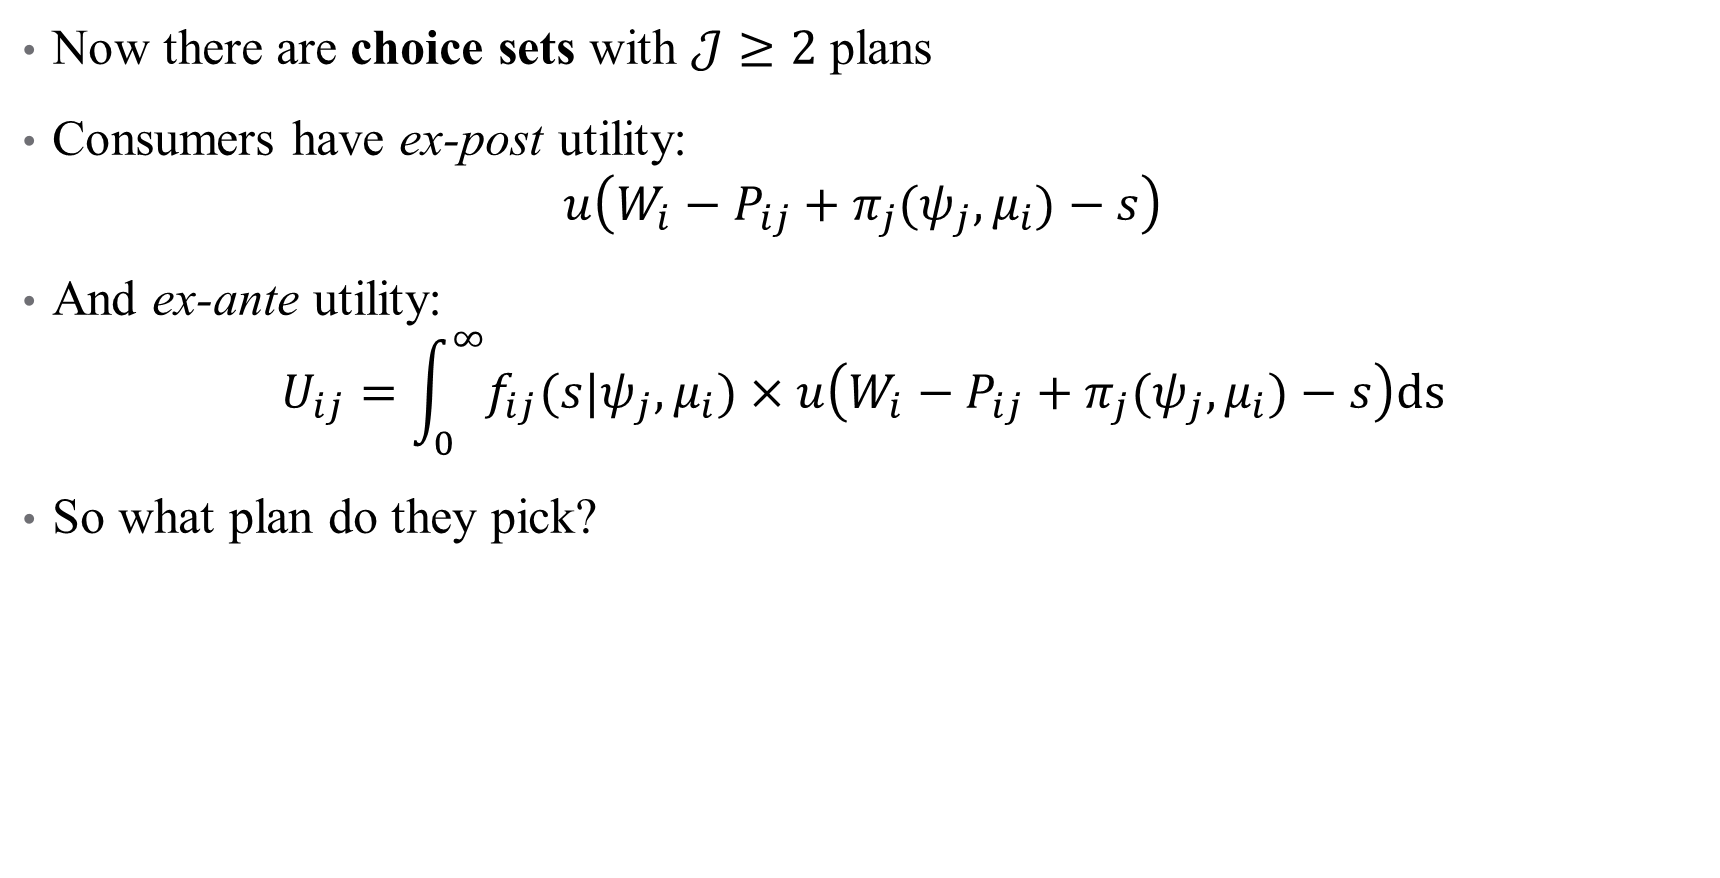 • Now there are choice sets with 𝒥 ≥ 2 plans
• Consumers have ex-post utility:
u(W_i − P_ij + π_j(ψ_j, μ_i) − s)
• And ex-ante utility:
U_ij = ∫_0^∞ f_ij(s|ψ_j, μ_i) × u(W_i − P_ij + π_j(ψ_j, μ_i) − s)ds
• So what plan do they pick?